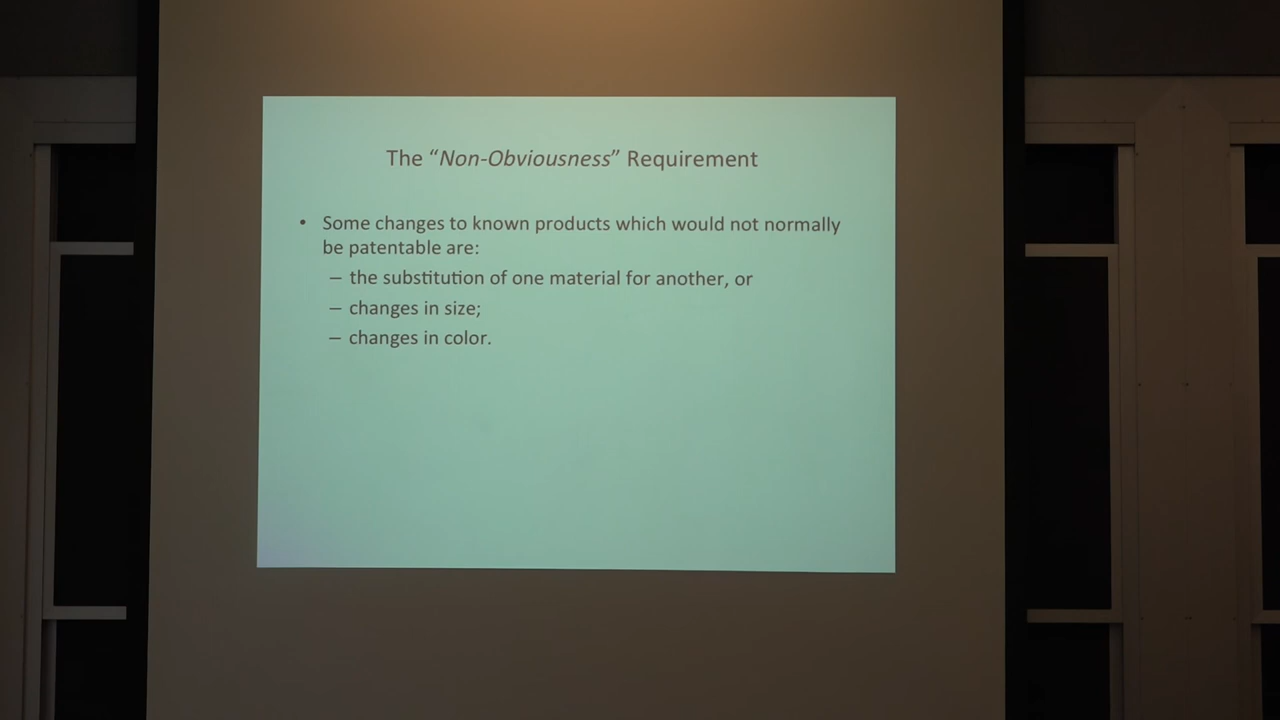 The “Non-Obviousness” Requirement
• Some changes to known products which would not normally
be patentable are:
– the substitution of one material for another, or
– changes in size;
– changes in color.